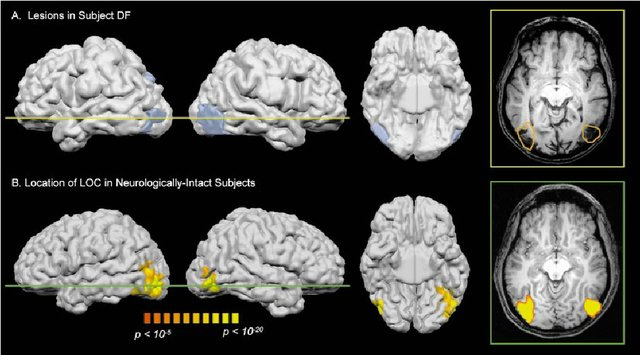 A. Lesions in Subject DF
B. Location of LOC in Neurologically-Intact Subjects
p < 10-5 p < 10-20